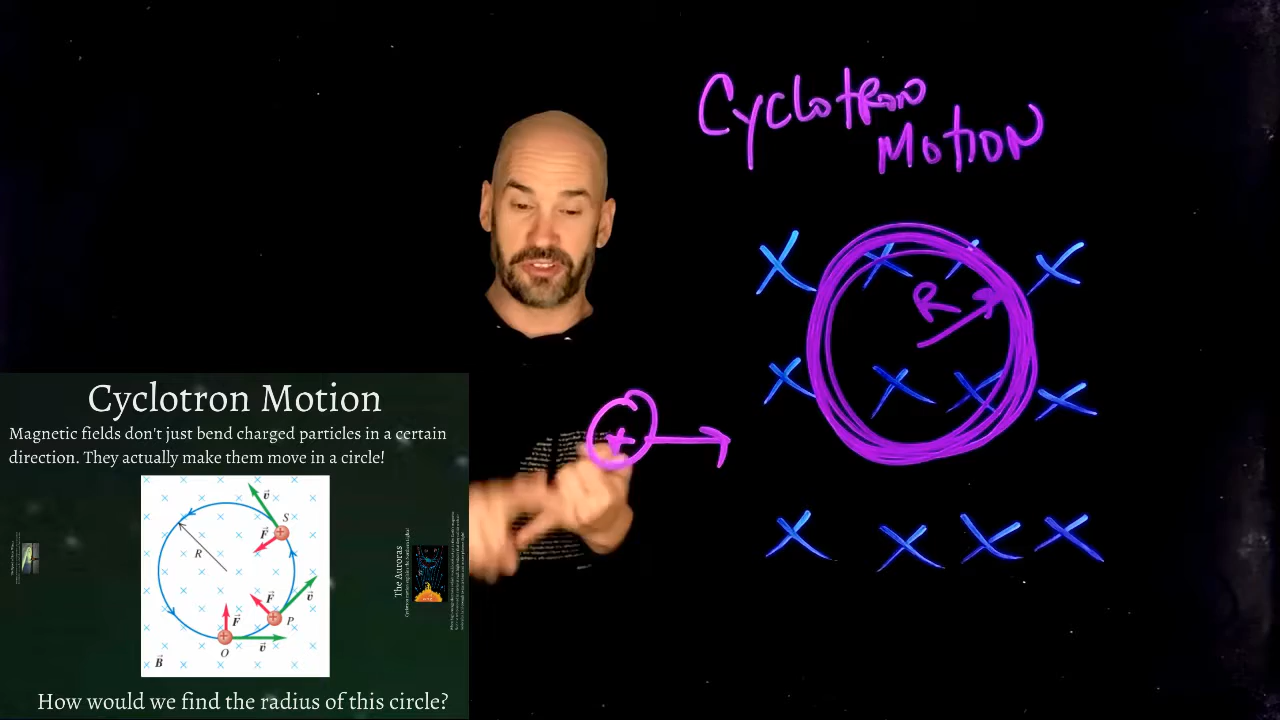 Cyclotron
Motion
X X X X
R
X X X X
+
X X X X
Cyclotron Motion
Magnetic fields don't just bend charged particles in a certain
direction. They actually make them move in a circle!
v
S
F
R
v
F
P
F
O
v
B
How would we find the radius of this circle?
The Auroras